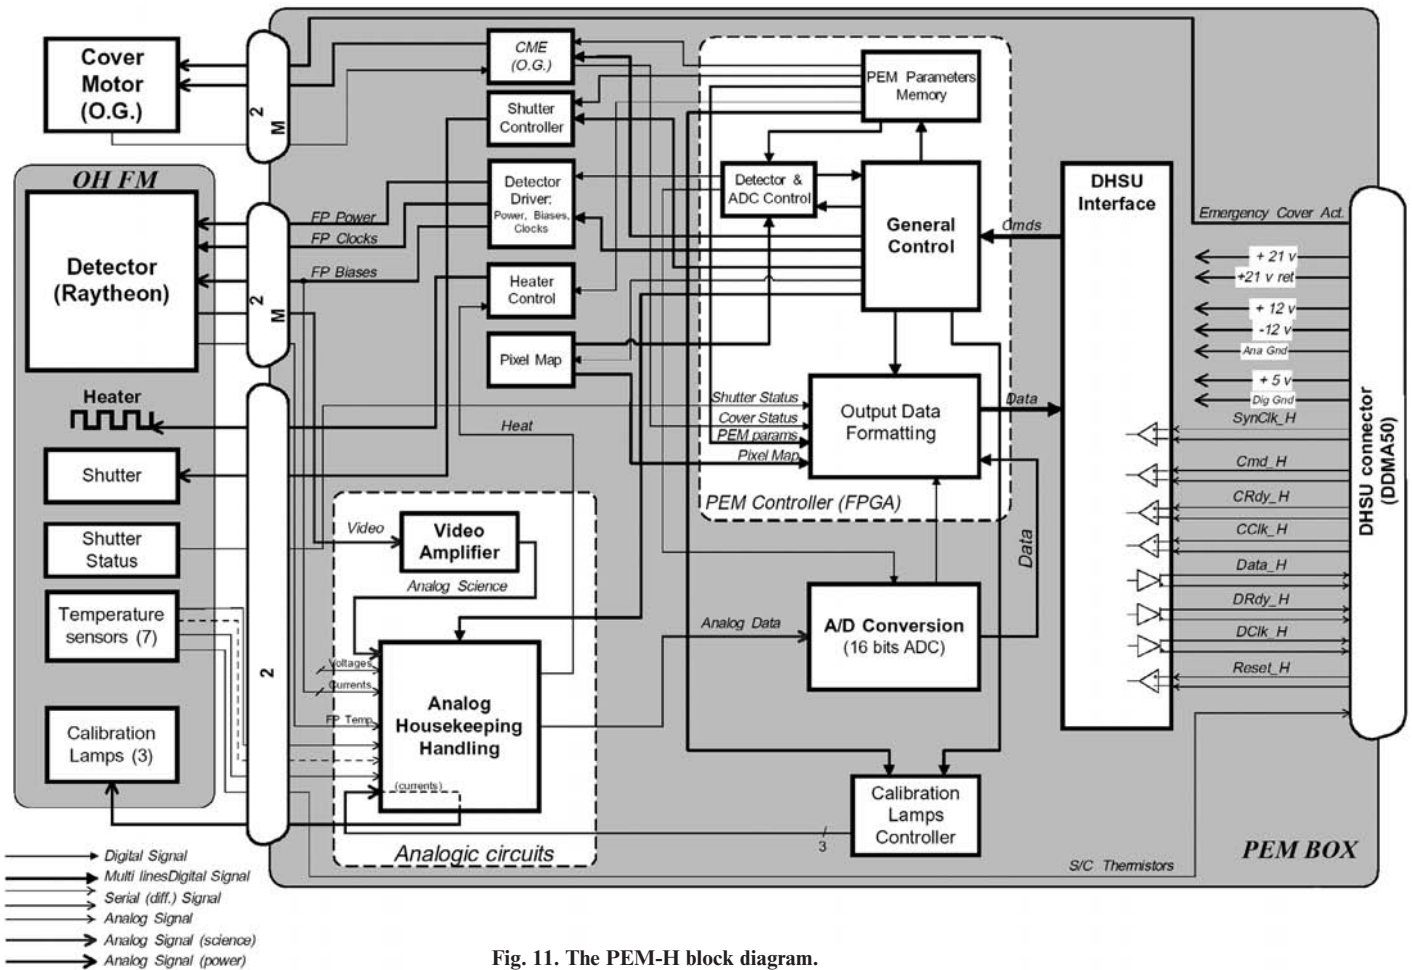 Cover
Motor
(O.G.)
2
M
CME
(O.G.)
Shutter
Controller
Detector
Driver:
Power, Biases,
Clocks
Heater
Control
Pixel Map
PEM Parameters
Memory
Detector &
ADC Control
General
Control
Cmds
DHSU
Interface
Emergency Cover Act.
+ 21 v
+21 v ret
+ 12 v
-12 v
Ana Gnd
+ 5 v
Dig Gnd
SynClk_H
Cmd_H
CRdy_H
CClk_H
Data_H
DRdy_H
DClk_H
Reset_H
DHSU connector
(DDMA50)
OH FM
Detector
(Raytheon)
FP Power
FP Clocks
FP Biases
2
M
Heater
Shutter
Shutter
Status
Temperature
sensors (7)
Calibration
Lamps (3)
2
Heat
Shutter Status
Cover Status
PEM params
Pixel Map
Output Data
Formatting
Data
PEM Controller (FPGA)
Video
Video
Amplifier
Analog Science
Analog Data
A/D Conversion
(16 bits ADC)
Data
Voltages
Currents
FP Temp
(currents)
Analog
Housekeeping
Handling
Analogic circuits
/
3
Calibration
Lamps
Controller
S/C Thermistors
PEM BOX
Digital Signal
Multi linesDigital Signal
Serial (diff.) Signal
Analog Signal
Analog Signal (science)
Analog Signal (power)
Fig. 11. The PEM-H block diagram.